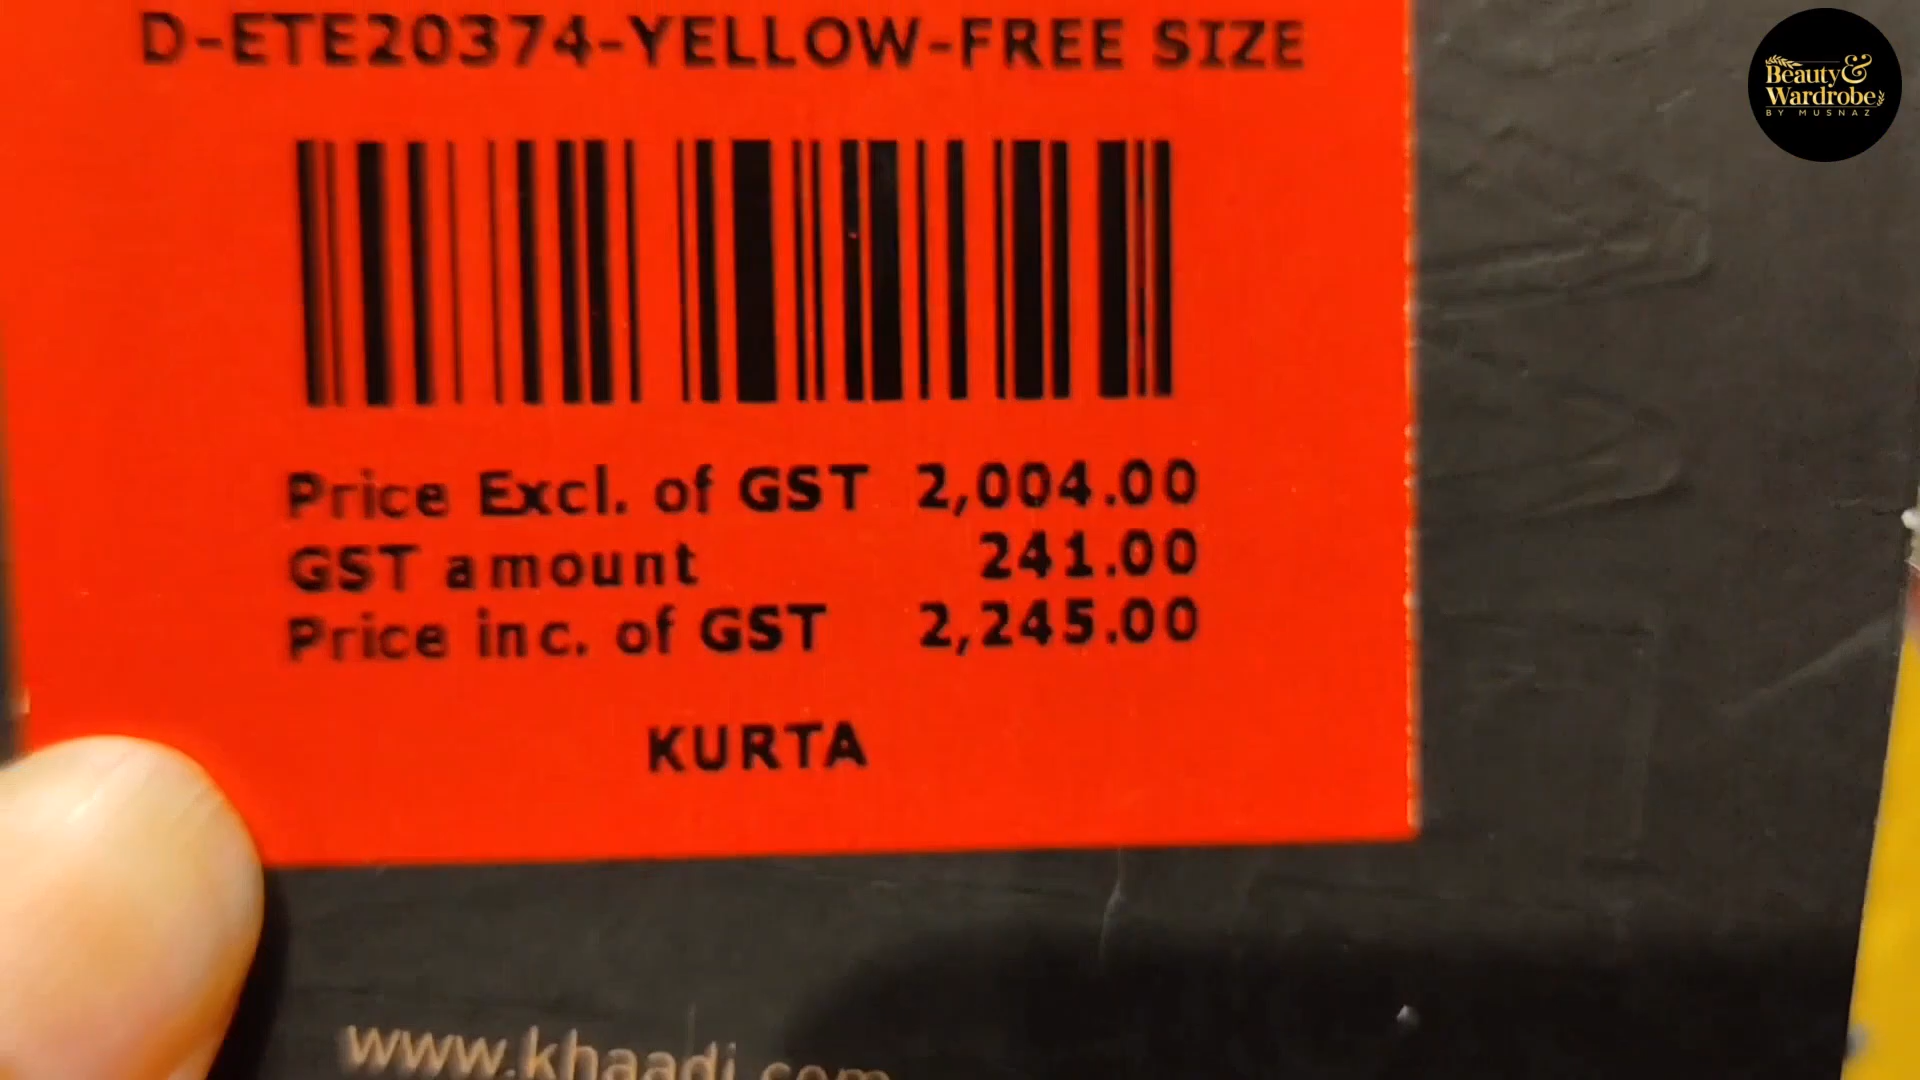 D-ETE20374-YELLOW-FREE SIZE
Beauty&
Wardrobe
BY MUSNAZ
Price Excl. of GST 2,004.00
GST amount 241.00
Price inc. of GST 2,245.00
KURTA
www.khaadi.com